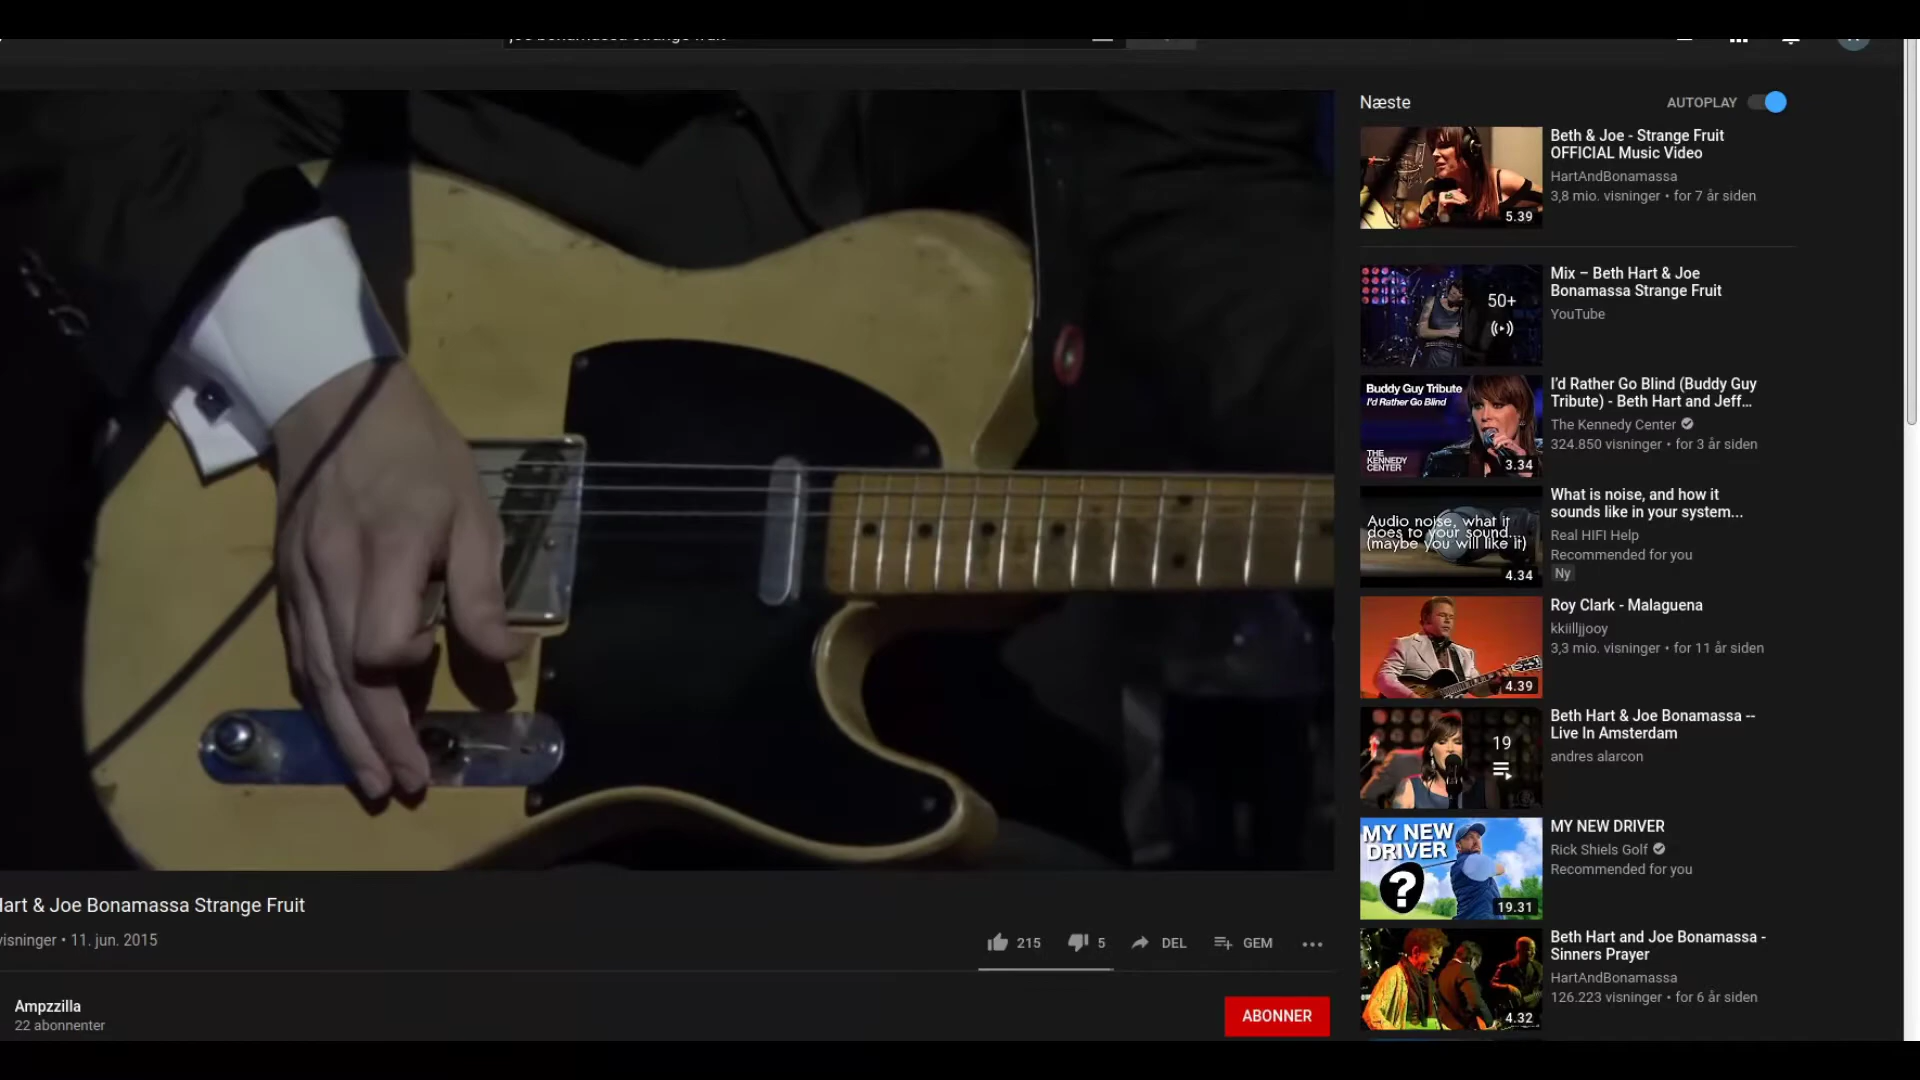 Næste
AUTOPLAY
Beth & Joe - Strange Fruit
OFFICIAL Music Video
HartAndBonamassa
3,8 mio. visninger • for 7 år siden
5.39
Mix – Beth Hart & Joe
Bonamassa Strange Fruit
YouTube
50+
I'd Rather Go Blind (Buddy Guy
Tribute) - Beth Hart and Jeff...
The Kennedy Center
324.850 visninger • for 3 år siden
Buddy Guy Tribute
I'd Rather Go Blind
THE
KENNEDY
CENTER
3.34
What is noise, and how it
sounds like in your system...
Real HIFI Help
Recommended for you
Ny
Audio noise, what it
does to your sound...
(maybe you will like it)
4.34
Roy Clark - Malaguena
kkiilljjooy
3,3 mio. visninger • for 11 år siden
4.39
Beth Hart & Joe Bonamassa --
Live In Amsterdam
andres alarcon
19
MY NEW DRIVER
Rick Shiels Golf
Recommended for you
MY NEW
DRIVER
?
19.31
Beth Hart and Joe Bonamassa -
Sinners Prayer
HartAndBonamassa
126.223 visninger • for 6 år siden
4.32
& Joe Bonamassa Strange Fruit
visninger • 11. jun. 2015
215
5
DEL
GEM
Ampzzilla
22 abonnenter
ABONNER